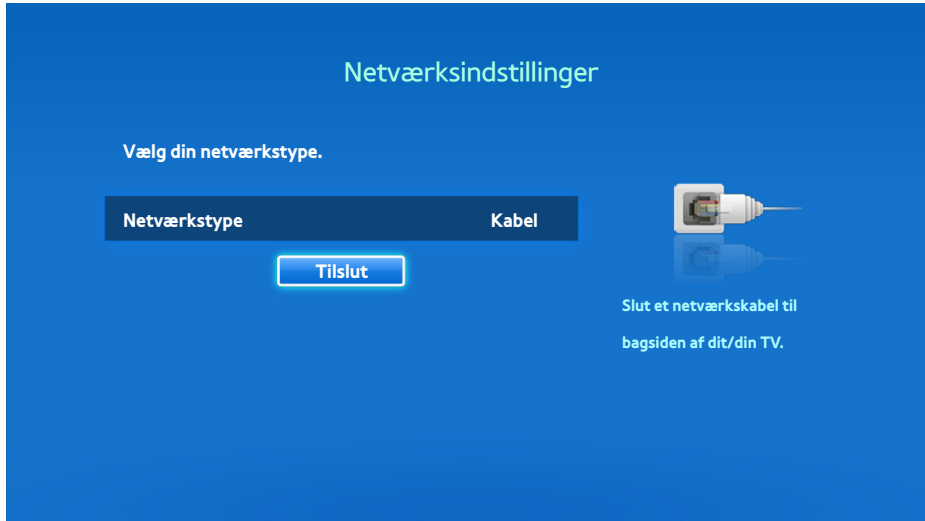 Netværksindstillinger
Vælg din netværkstype.
Netværkstype Kabel
Tilslut
Slut et netværkskabel til
bagsiden af dit/din TV.